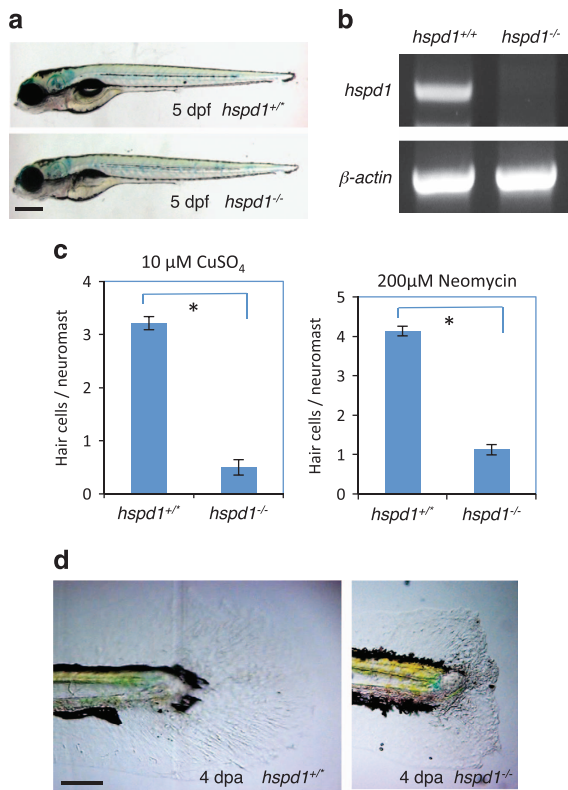 a
5 dpf hspd1+/*
5 dpf hspd1-/-
b
hspd1+/+ hspd1-/-
hspd1
β-actin
c
10 µM CuSO4
Hair cells / neuromast
4
3
2
1
0
*
hspd1+/* hspd1-/-
200µM Neomycin
Hair cells / neuromast
5
4
3
2
1
0
*
hspd1+/* hspd1-/-
d
4 dpa hspd1+/*
4 dpa hspd1-/-